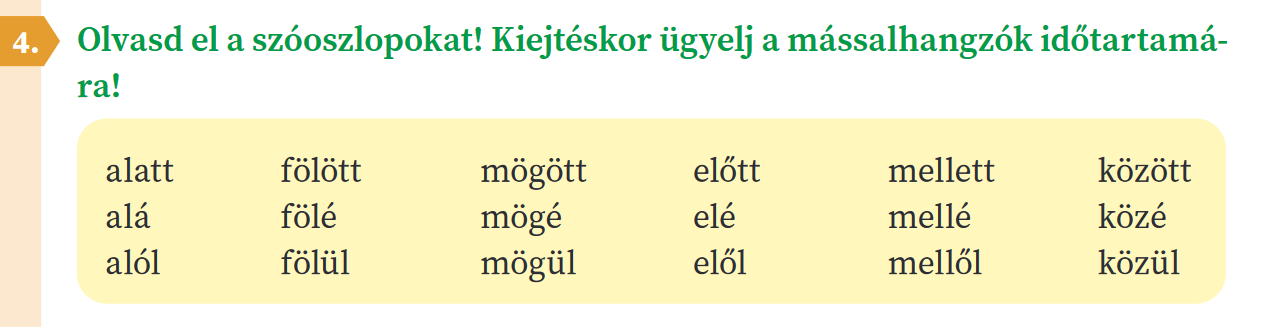 4. Olvasd el a szóoszlopokat! Kiejtéskor ügyelj a mássalhangzók időtartamá-
ra!
alatt fölött mögött előtt mellett között
alá fölé mögé elé mellé közé
alól fölül mögül elől mellől közül